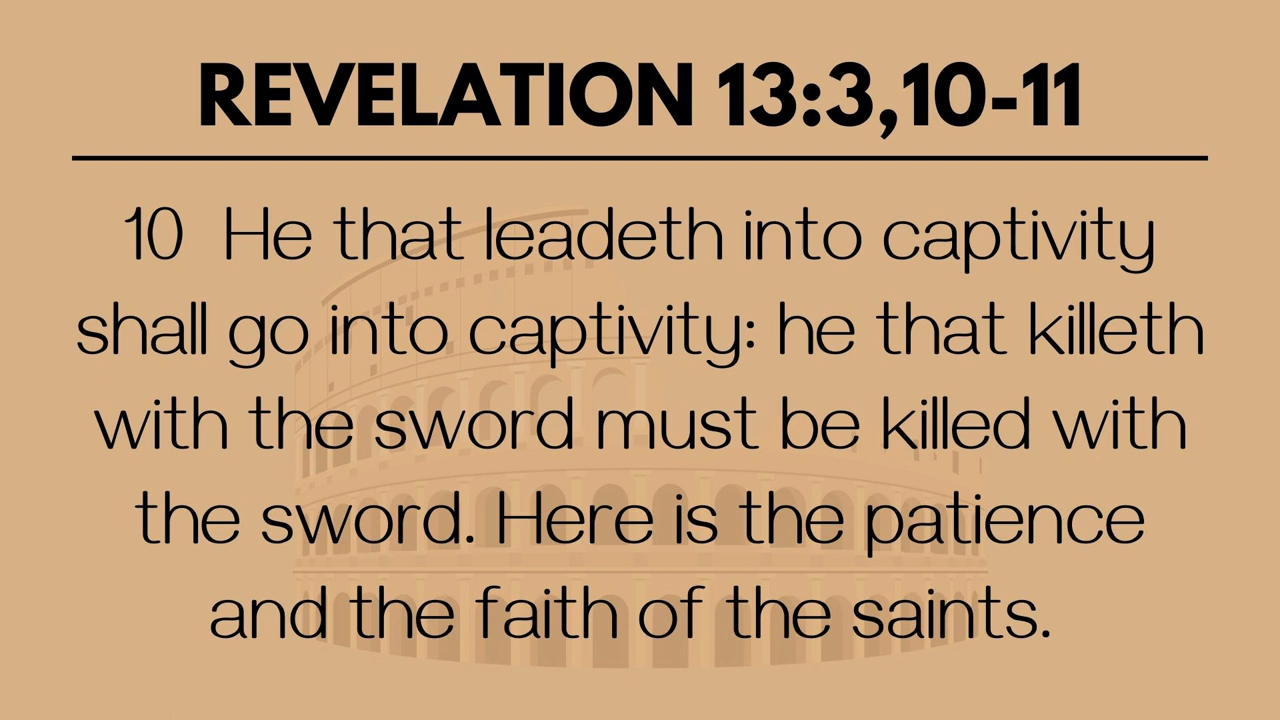 REVELATION 13:3,10-11
10 He that leadeth into captivity
shall go into captivity: he that killeth
with the sword must be killed with
the sword. Here is the patience
and the faith of the saints.